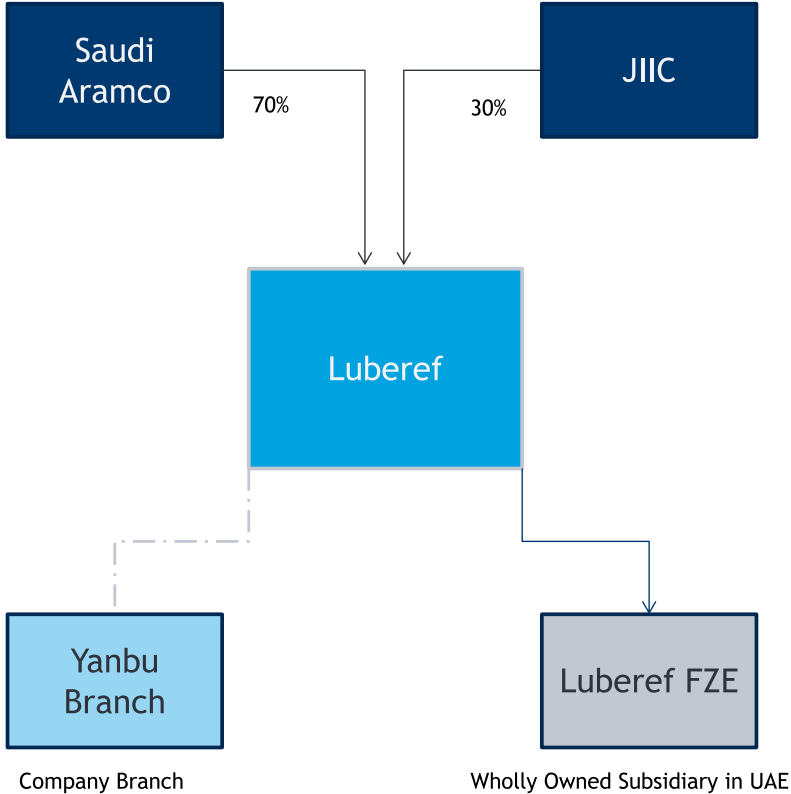 Saudi
Aramco
JIIC
70%
30%
Luberef
Yanbu
Branch
Luberef FZE
Company Branch
Wholly Owned Subsidiary in UAE